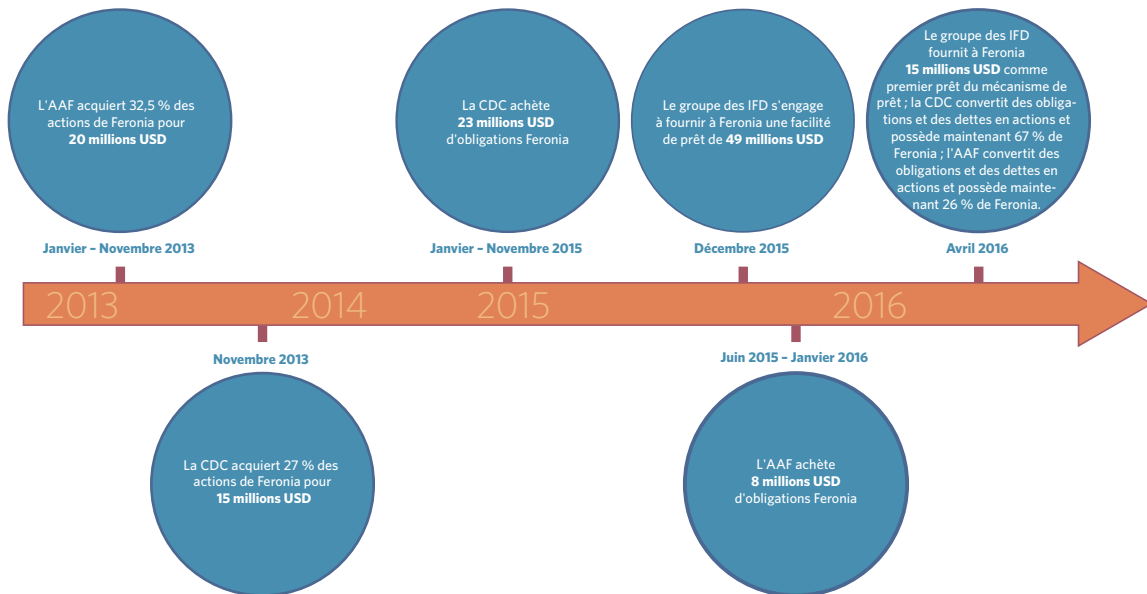 L'AAF acquiert 32,5 % des
actions de Feronia pour
20 millions USD
Janvier – Novembre 2013
La CDC achète
23 millions USD
d'obligations Feronia
Janvier – Novembre 2015
Le groupe des IFD s'engage
à fournir à Feronia une facilité
de prêt de 49 millions USD
Décembre 2015
Le groupe des IFD
fournit à Feronia
15 millions USD comme
premier prêt du mécanisme de
prêt ; la CDC convertit des obliga-
tions et des dettes en actions et
possède maintenant 67 % de
Feronia ; l'AAF convertit des
obligations et des dettes en
actions et possède mainte-
nant 26 % de Feronia.
Avril 2016
2013
2014
2015
2016
Novembre 2013
La CDC acquiert 27 % des
actions de Feronia pour
15 millions USD
Juin 2015 – Janvier 2016
L'AAF achète
8 millions USD
d'obligations Feronia